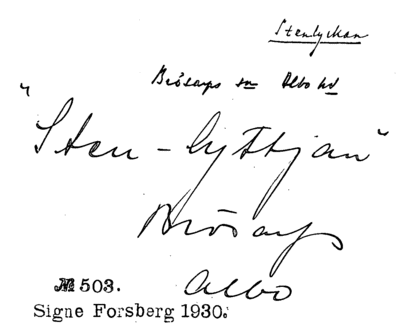 Stenlyckan
Brösarps sn Albo hd
"Sten-lyttjan"
Brösarp
Albo
№ 503.
Signe Forsberg 1930.